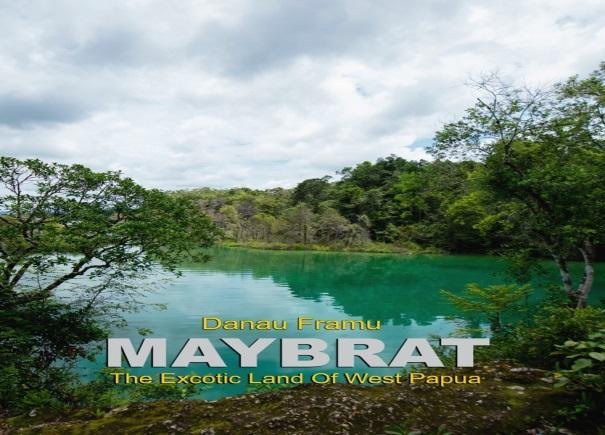 Danau Framu
MAYBRAT
The Excotic Land Of West Papua